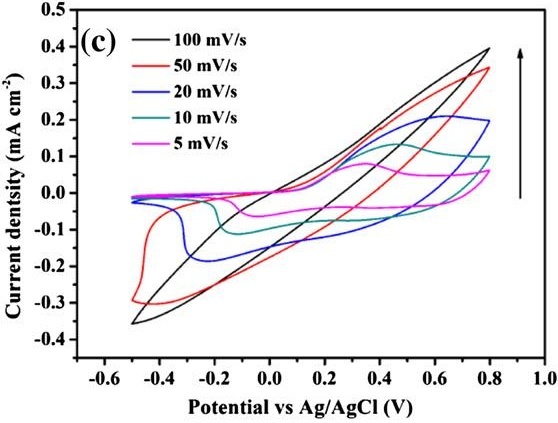 (c)
100 mV/s
50 mV/s
20 mV/s
10 mV/s
5 mV/s
Current dentsity (mA cm⁻²)
0.5
0.4
0.3
0.2
0.1
0.0
-0.1
-0.2
-0.3
-0.4
-0.6 -0.4 -0.2 0.0 0.2 0.4 0.6 0.8 1.0
Potential vs Ag/AgCl (V)